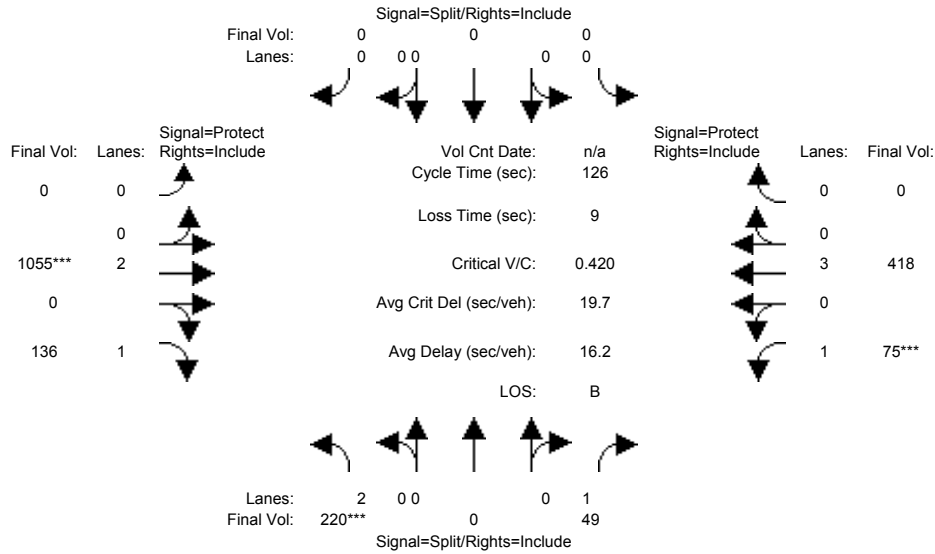 Signal=Split/Rights=Include
Final Vol: 0 0 0
Lanes: 0 0 0 0 0
Signal=Protect Signal=Protect
Final Vol: Lanes: Rights=Include Vol Cnt Date: n/a Rights=Include Lanes: Final Vol:
Cycle Time (sec): 126
0 0 0 0
Loss Time (sec): 9
0 0
1055*** 2 Critical V/C: 0.420 3 418
0 Avg Crit Del (sec/veh): 19.7 0
136 1 Avg Delay (sec/veh): 16.2 1 75***
LOS: B
Lanes: 2 0 0 0 1
Final Vol: 220*** 0 49
Signal=Split/Rights=Include